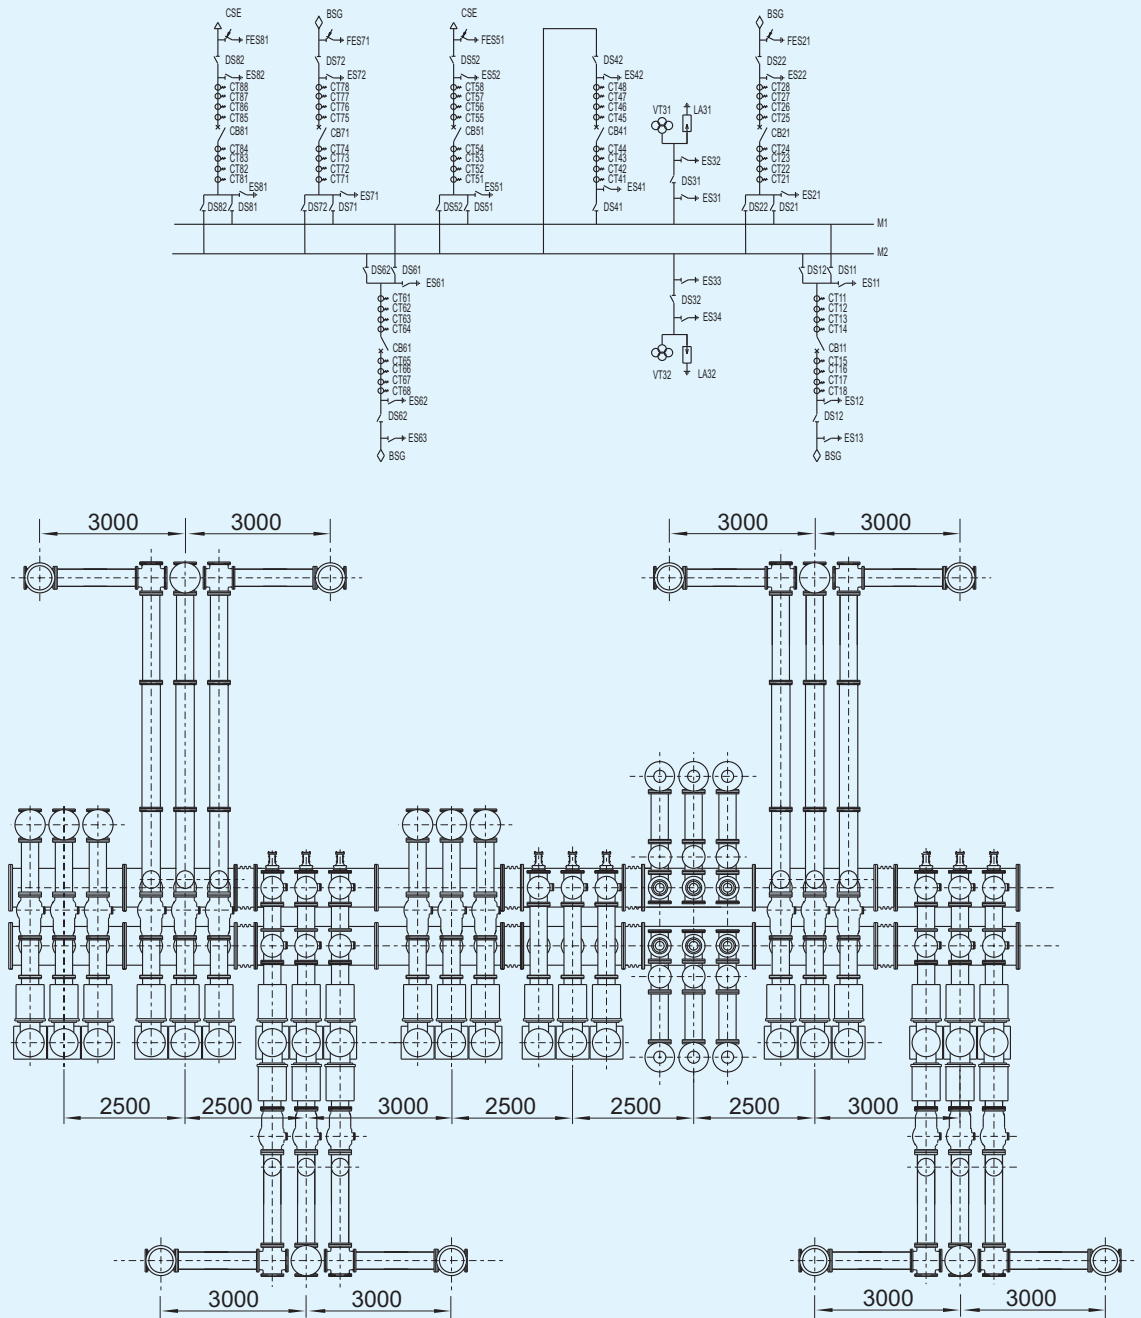 CSE BSG CSE BSG
FES81 FES71 FES51 FES21
DS82 DS72 DS52 DS42 DS22
ES82 ES72 ES52 ES42 ES22
CT88 CT78 CT58 CT48 CT28
CT87 CT77 CT57 CT47 CT27
CT86 CT76 CT56 CT46 VT31 LA31 CT26
CT85 CT75 CT55 CT45 CT25
CB81 CB71 CB51 CB41 CB21
CT84 CT74 CT54 CT44 CT24
CT83 CT73 CT53 CT43 ES32 CT23
CT82 CT72 CT52 CT42 CT22
CT81 CT71 CT51 CT41 DS31 CT21
ES81 ES71 ES51 ES41 ES31 ES21
DS82 DS81 DS72 DS71 DS52 DS51 DS41 DS22 DS21
M1
M2
DS62 DS61 DS12 DS11
ES61 ES33 ES11
CT61 DS32 CT11
CT62 CT12
CT63 ES34 CT13
CT64 CT14
CB61 CB11
CT65 CT15
CT66 VT32 LA32 CT16
CT67 CT17
CT68 CT18
ES62 ES12
DS62 DS12
ES63 ES13
BSG BSG
3000 3000 3000 3000
2500 2500 3000 2500 2500 2500 3000
3000 3000 3000 3000